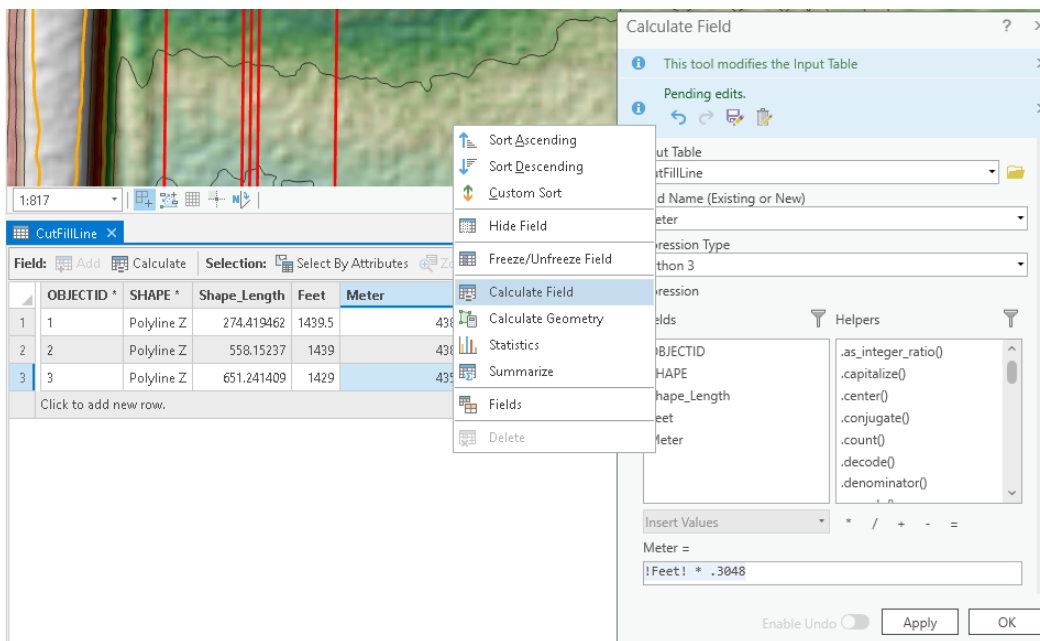 Calculate Field
?
This tool modifies the Input Table
Pending edits.
Sort Ascending
Sort Descending
Custom Sort
Hide Field
Freeze/Unfreeze Field
Calculate Field
Calculate Geometry
Statistics
Summarize
Fields
Delete
1:817
CutFillLine
Field: Add Calculate Selection: Select By Attributes
OBJECTID * SHAPE * Shape_Length Feet Meter
1 1 Polyline Z 274.419462 1439.5 438
2 2 Polyline Z 558.15237 1439 438
3 3 Polyline Z 651.241409 1429 435
Click to add new row.
ut Table
utFillLine
d Name (Existing or New)
eter
pression Type
thon 3
pression
elds Helpers
OBJECTID
HAPE
hape_Length
eet
Meter
.as_integer_ratio()
.capitalize()
.center()
.conjugate()
.count()
.decode()
.denominator()
Insert Values * / + - =
Meter =
!Feet! * .3048
Enable Undo Apply OK